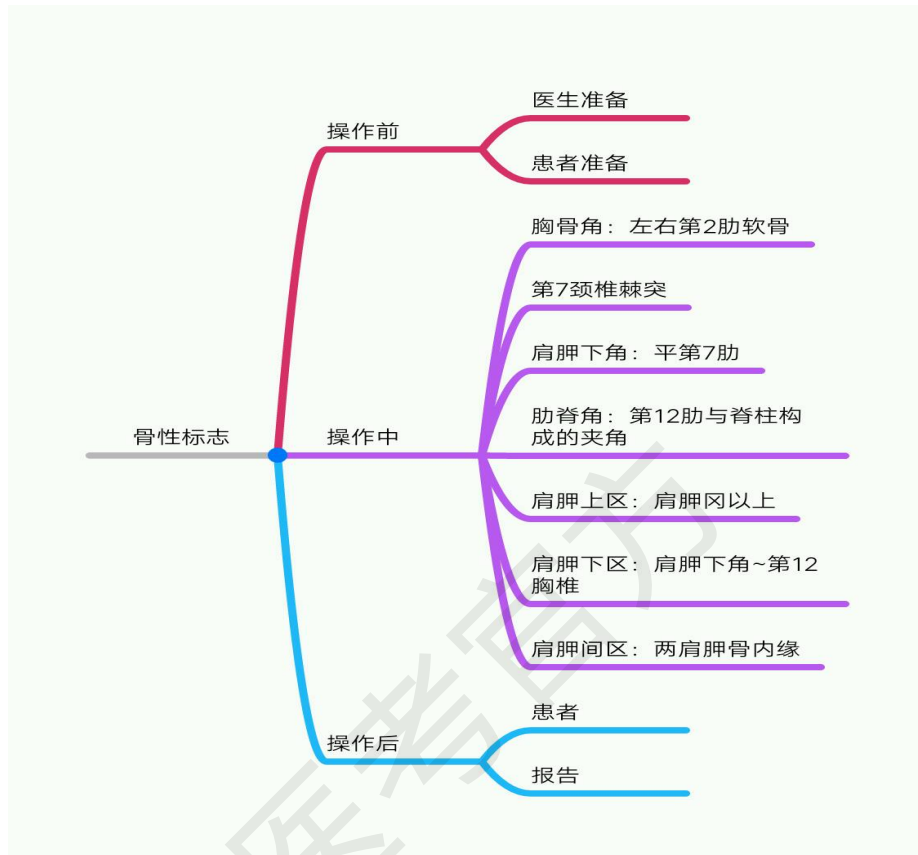 医生准备
操作前
患者准备
胸骨角：左右第2肋软骨
第7颈椎棘突
肩胛下角：平第7肋
肋脊角：第12肋与脊柱构
成的夹角
骨性标志
操作中
肩胛上区：肩胛冈以上
肩胛下区：肩胛下角~第12
胸椎
肩胛间区：两肩胛骨内缘
患者
操作后
报告
医考官方